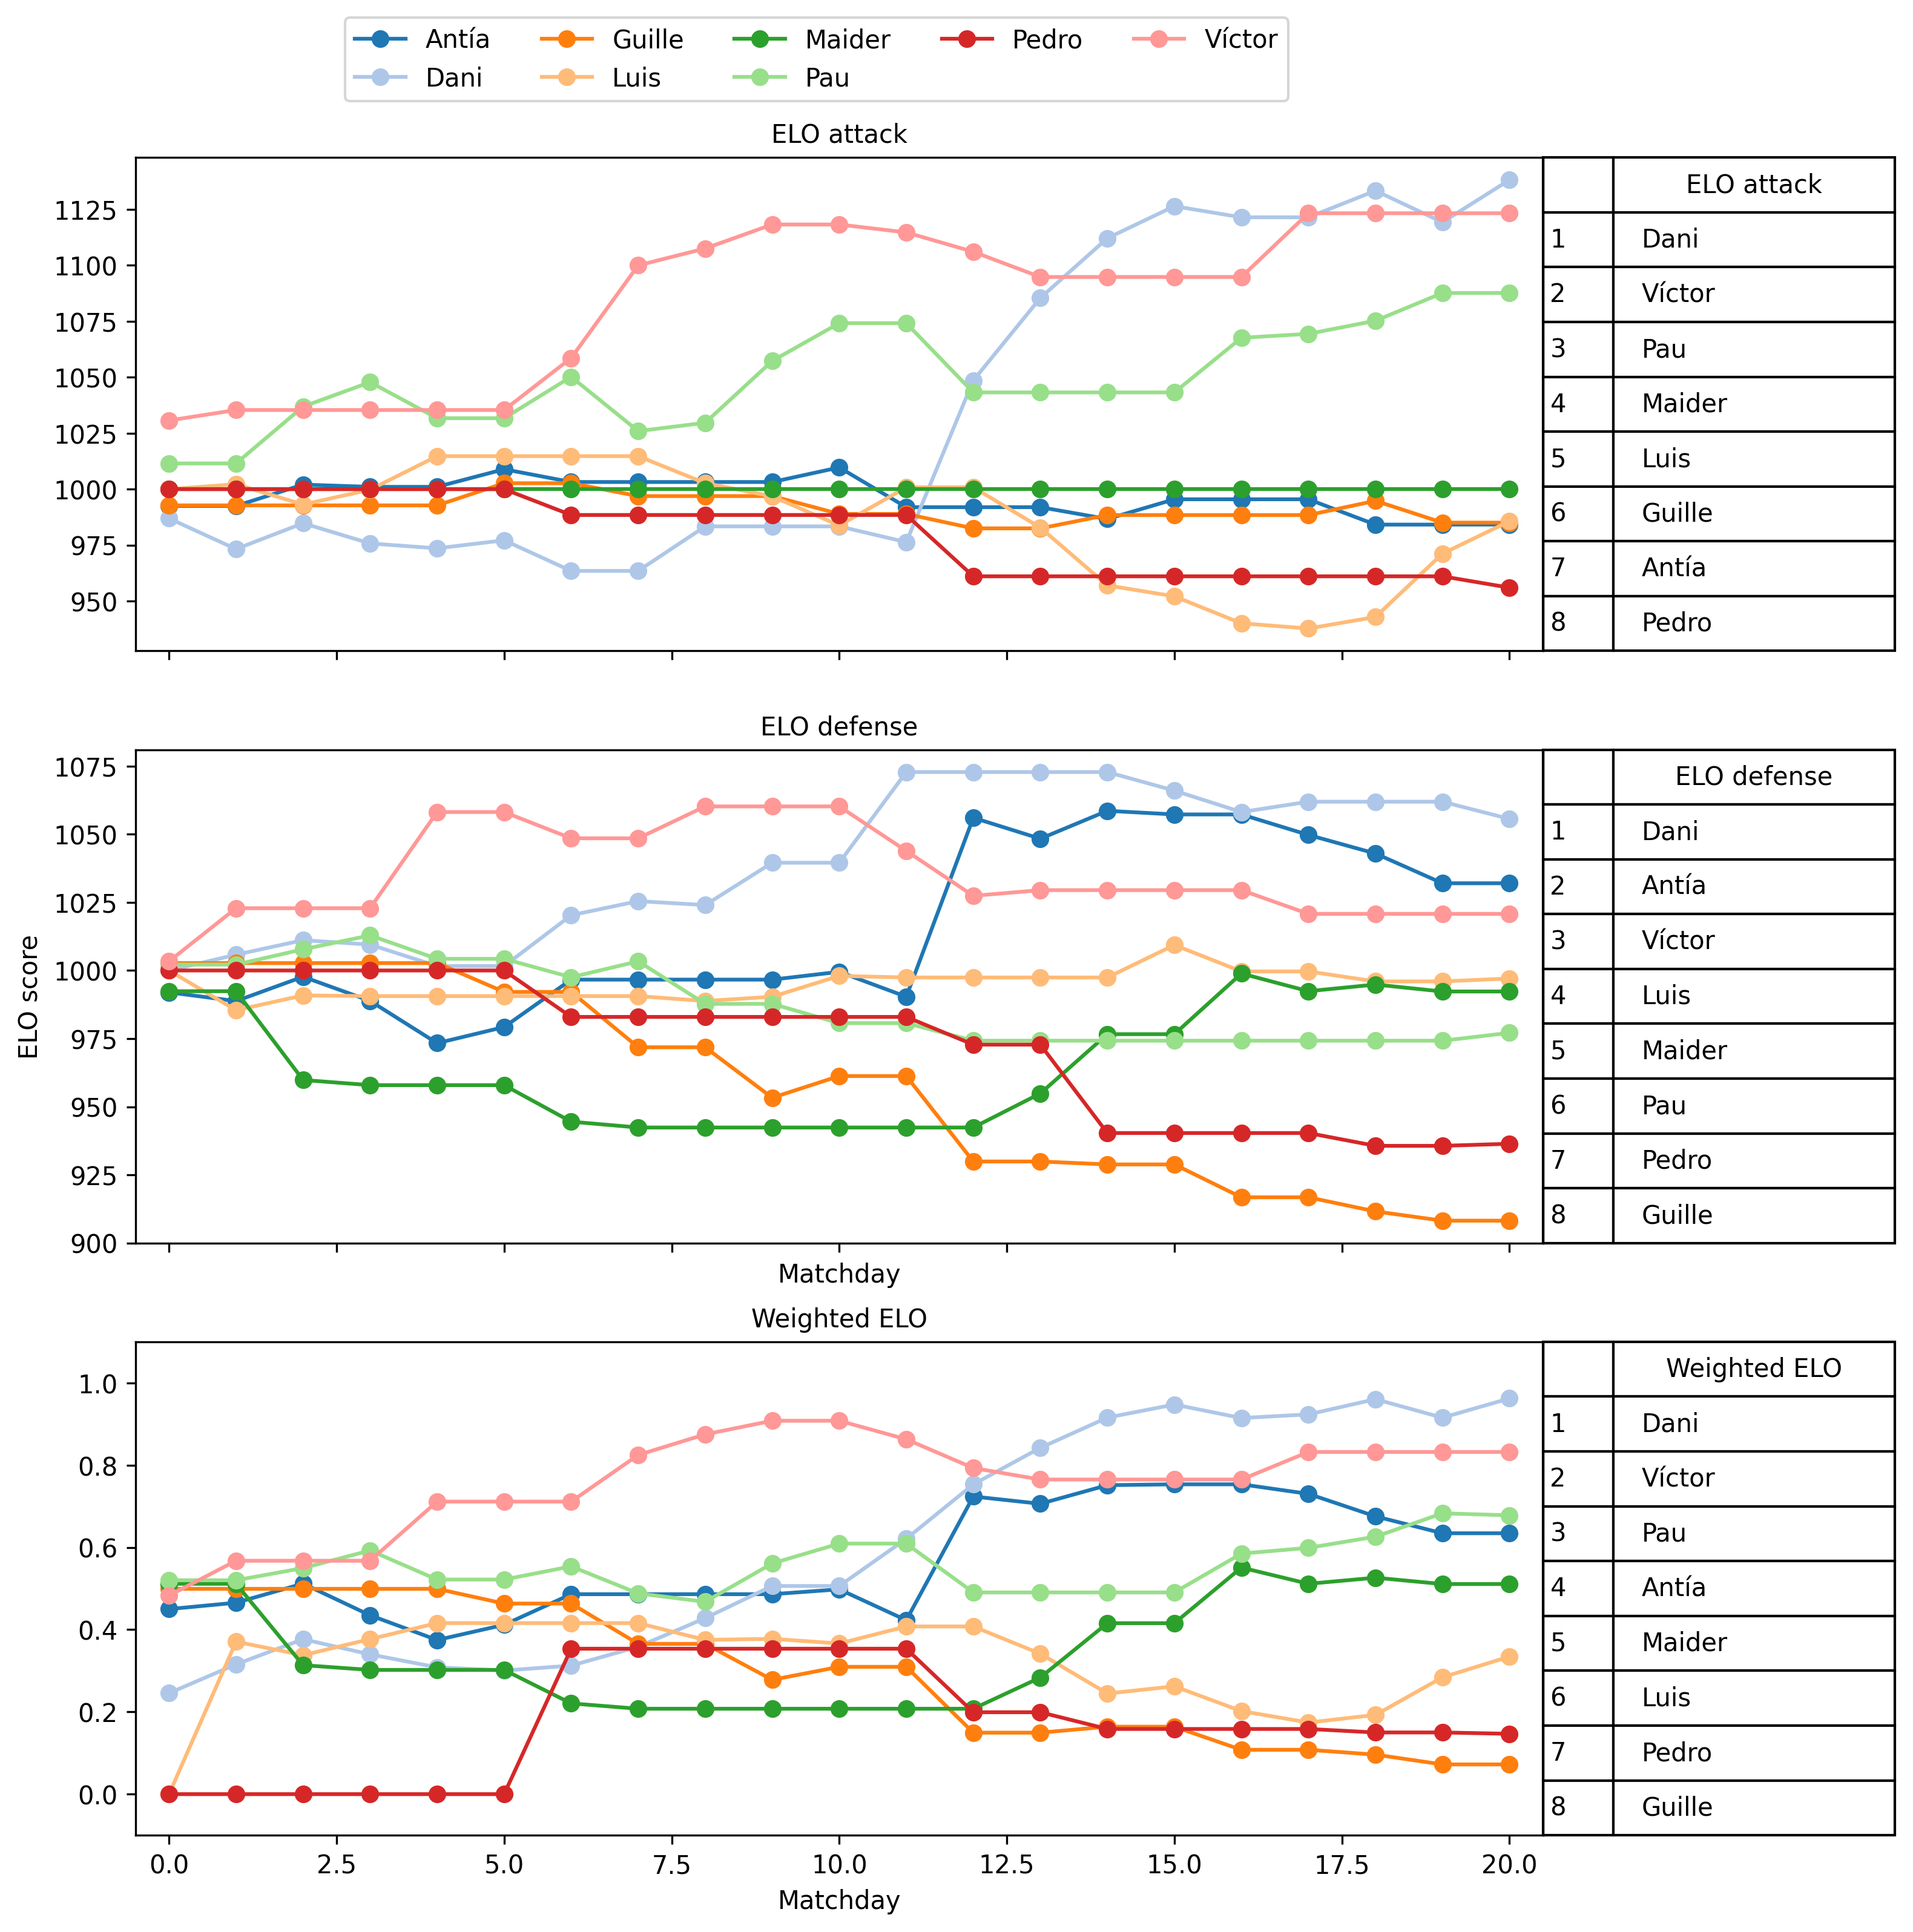 Antía Guille Maider Pedro Víctor
Dani Luis Pau
ELO attack
1125
1100
1075
1050
1025
1000
975
950
ELO attack
1 Dani
2 Víctor
3 Pau
4 Maider
5 Luis
6 Guille
7 Antía
8 Pedro
ELO defense
ELO score
1075
1050
1025
1000
975
950
925
900
Matchday
ELO defense
1 Dani
2 Antía
3 Víctor
4 Luis
5 Maider
6 Pau
7 Pedro
8 Guille
Weighted ELO
1.0
0.8
0.6
0.4
0.2
0.0
0.0 2.5 5.0 7.5 10.0 12.5 15.0 17.5 20.0
Matchday
Weighted ELO
1 Dani
2 Víctor
3 Pau
4 Antía
5 Maider
6 Luis
7 Pedro
8 Guille